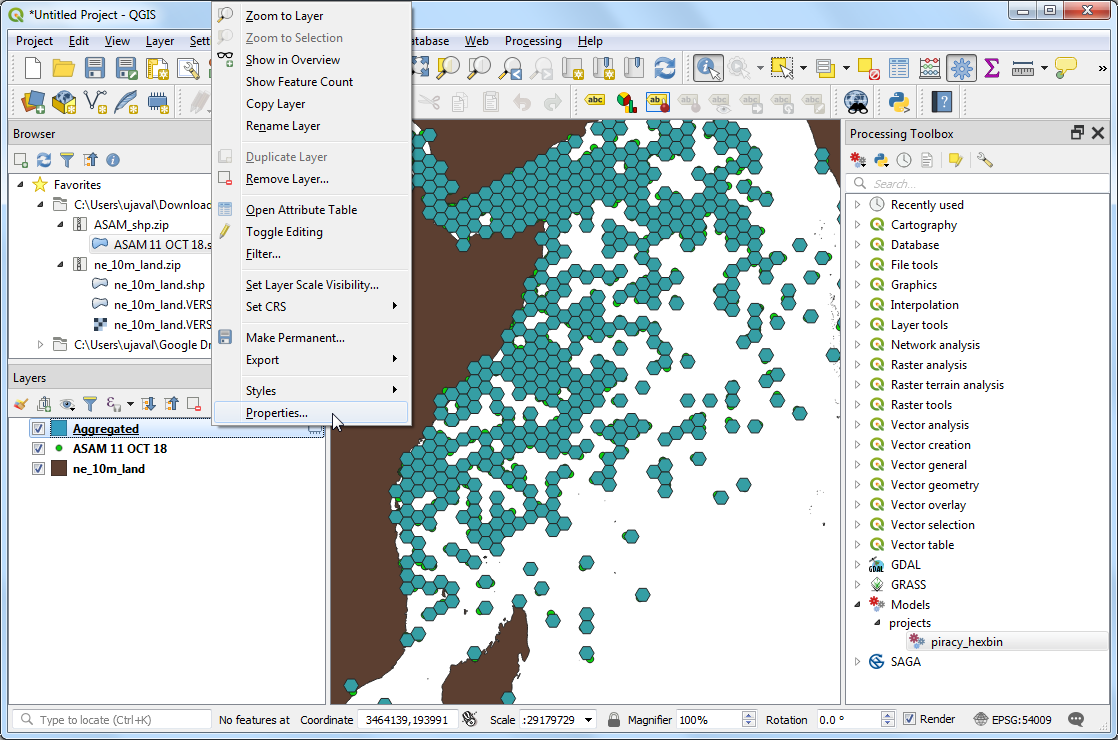 *Untitled Project - QGIS
Project Edit View Layer Sett
atabase Web Processing Help
Zoom to Layer
Zoom to Selection
Show in Overview
Show Feature Count
Copy Layer
Rename Layer
Duplicate Layer
Remove Layer...
Open Attribute Table
Toggle Editing
Filter...
Set Layer Scale Visibility...
Set CRS
Make Permanent...
Export
Styles
Properties...
abc
Browser
Favorites
C:\Users\ujaval\Downloac
ASAM_shp.zip
ASAM 11 OCT 18.s
ne_10m_land.zip
ne_10m_land.shp
ne_10m_land.VERS
ne_10m_land.VERS
C:\Users\ujaval\Google Dr
Layers
Aggregated
ASAM 11 OCT 18
ne_10m_land
Processing Toolbox
Search...
Recently used
Cartography
Database
File tools
Graphics
Interpolation
Layer tools
Network analysis
Raster analysis
Raster terrain analysis
Raster tools
Vector analysis
Vector creation
Vector general
Vector geometry
Vector overlay
Vector selection
Vector table
GDAL
GRASS
Models
projects
piracy_hexbin
SAGA
Type to locate (Ctrl+K)
No features at Coordinate 3464139,193991 Scale :29179729 Magnifier 100% Rotation 0.0 ° Render EPSG:54009